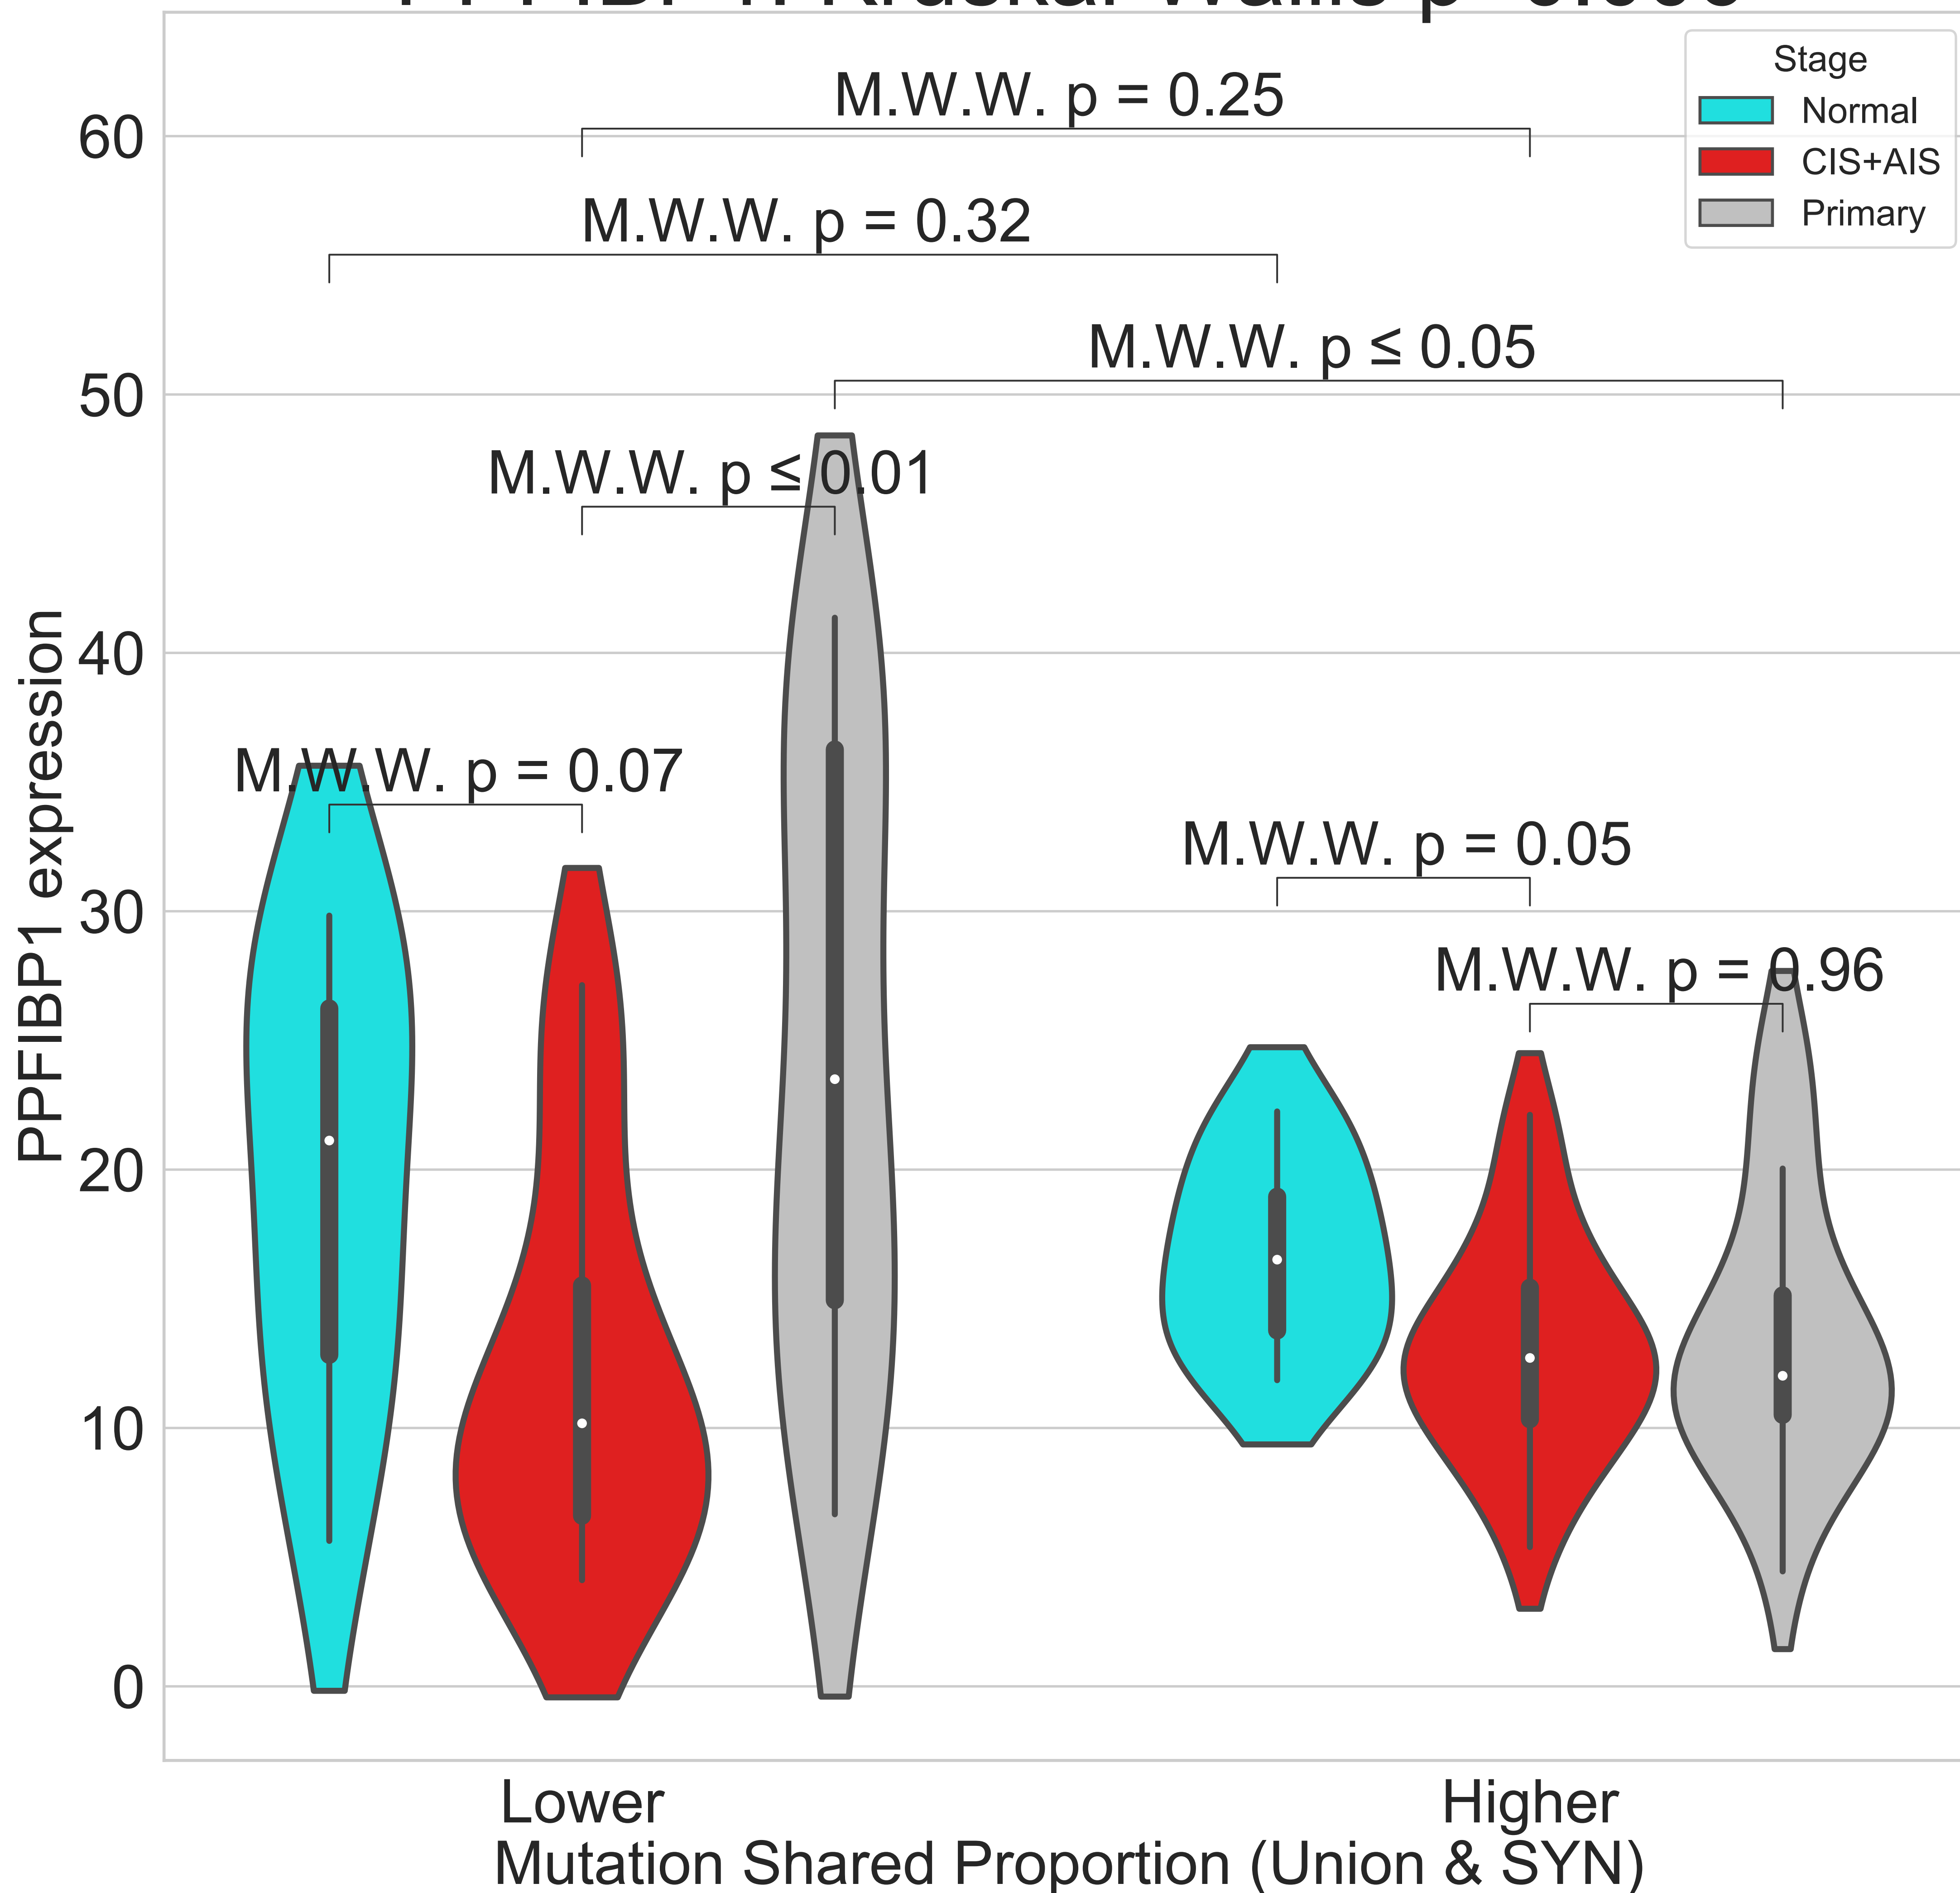 Stage
Normal
CIS+AIS
Primary
M.W.W. p = 0.25
M.W.W. p = 0.32
M.W.W. p ≤ 0.05
M.W.W. p ≤ 0.01
M.W.W. p = 0.07
M.W.W. p = 0.05
M.W.W. p = 0.96
PPFIBP1 expression
60
50
40
30
20
10
0
Lower
Higher
Mutation Shared Proportion (Union & SYN)